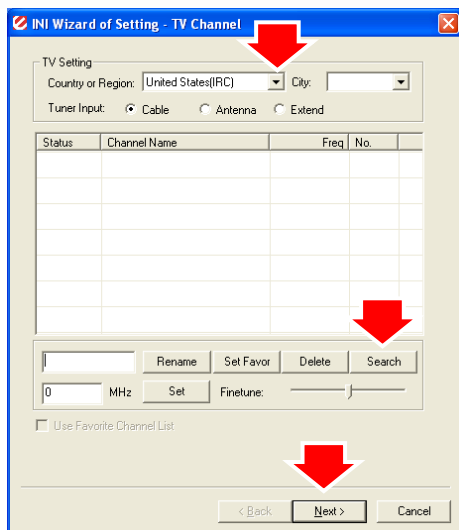 INI Wizard of Setting - TV Channel
TV Setting
Country or Region: United States(IRC) City:
Tuner Input: Cable Antenna Extend
Status Channel Name Freq No.
Rename Set Favor Delete Search
0 MHz Set Finetune:
Use Favorite Channel List
< Back Next > Cancel